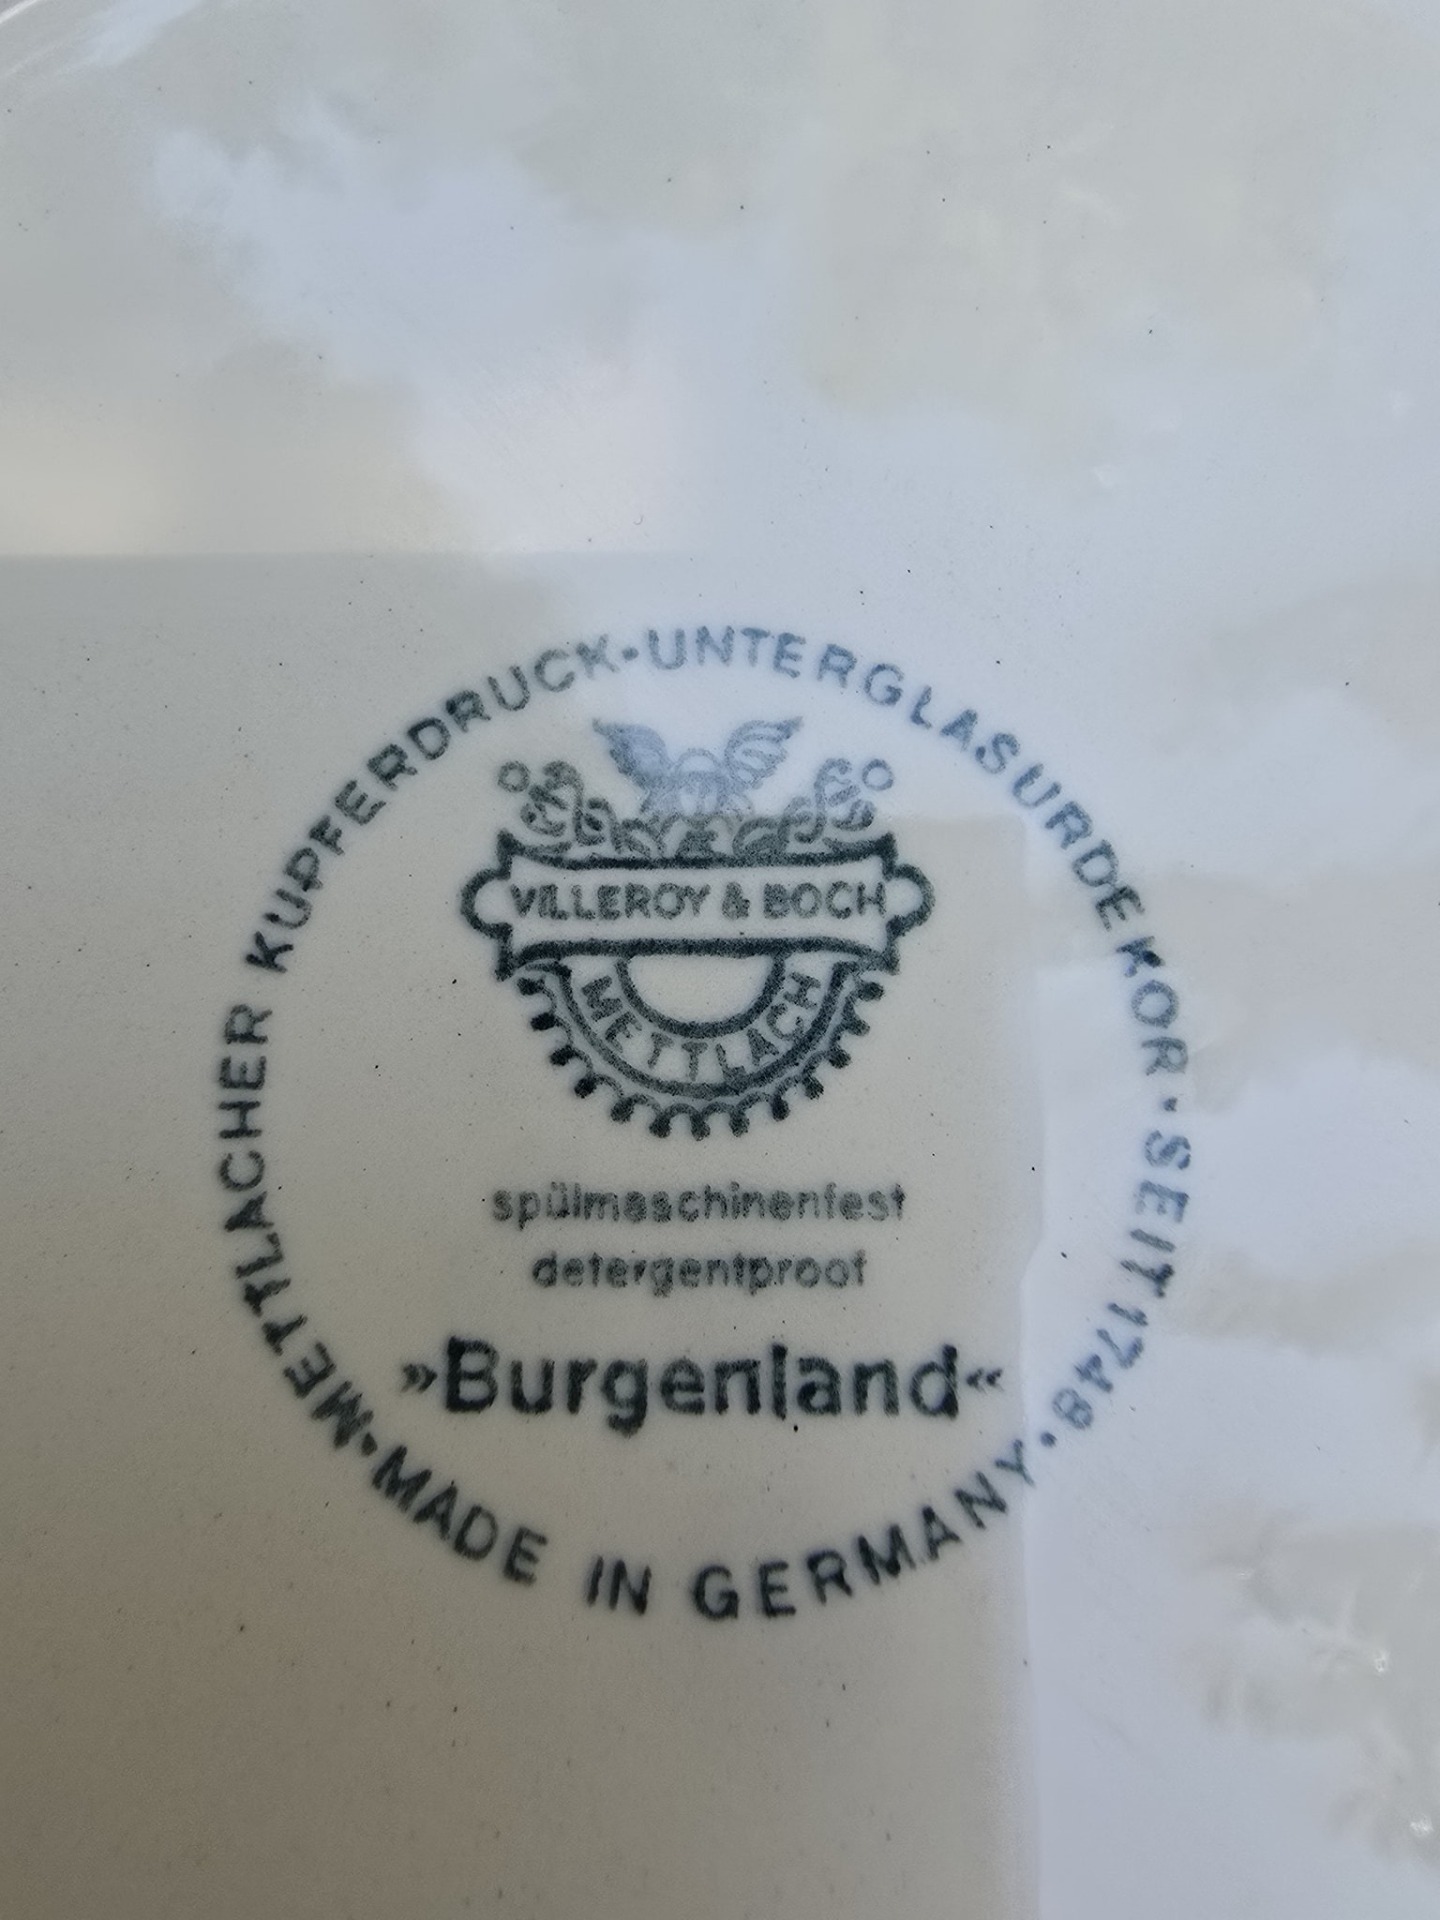 METTLACHER KUPFERDRUCK·UNTERGLASURDEKOR·SEIT 1748·
VILLEROY & BOCH
METTLACH
spülmaschinenfest
detergentproof
»Burgenland«
·MADE IN GERMANY·